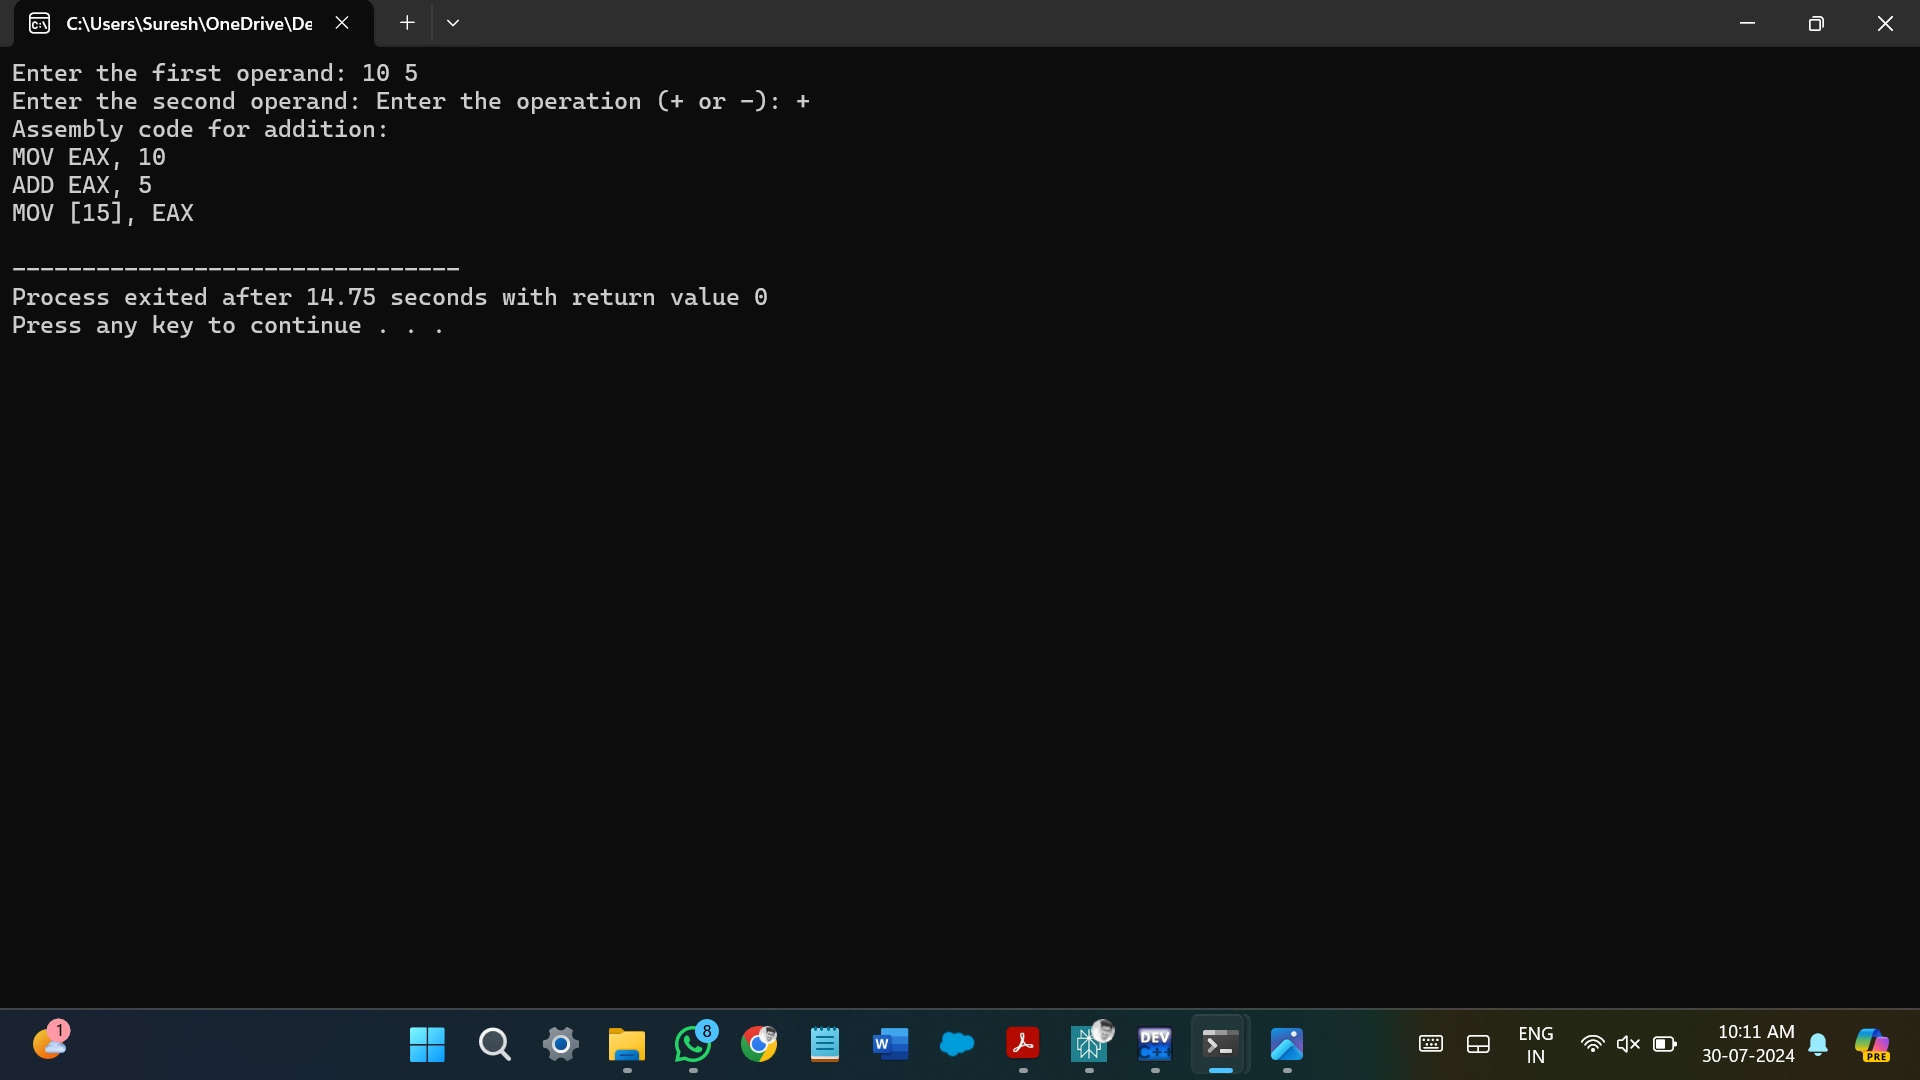 C:\Users\Suresh\OneDrive\De
Enter the first operand: 10 5
Enter the second operand: Enter the operation (+ or -): +
Assembly code for addition:
MOV EAX, 10
ADD EAX, 5
MOV [15], EAX
--------------------------------
Process exited after 14.75 seconds with return value 0
Press any key to continue . . .
1
8
W
DEV
C++
ENG
IN
10:11 AM
30-07-2024
PRE